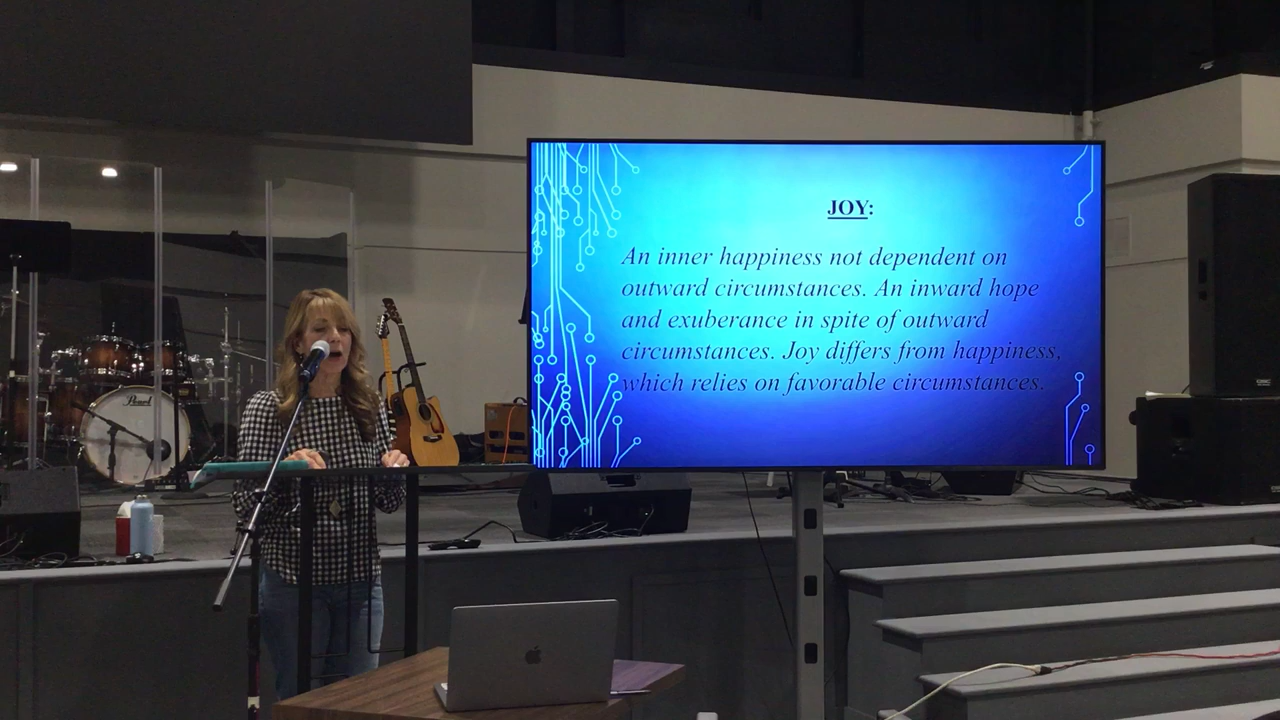 JOY:
An inner happiness not dependent on
outward circumstances. An inward hope
and exuberance in spite of outward
circumstances. Joy differs from happiness,
which relies on favorable circumstances.
Pearl